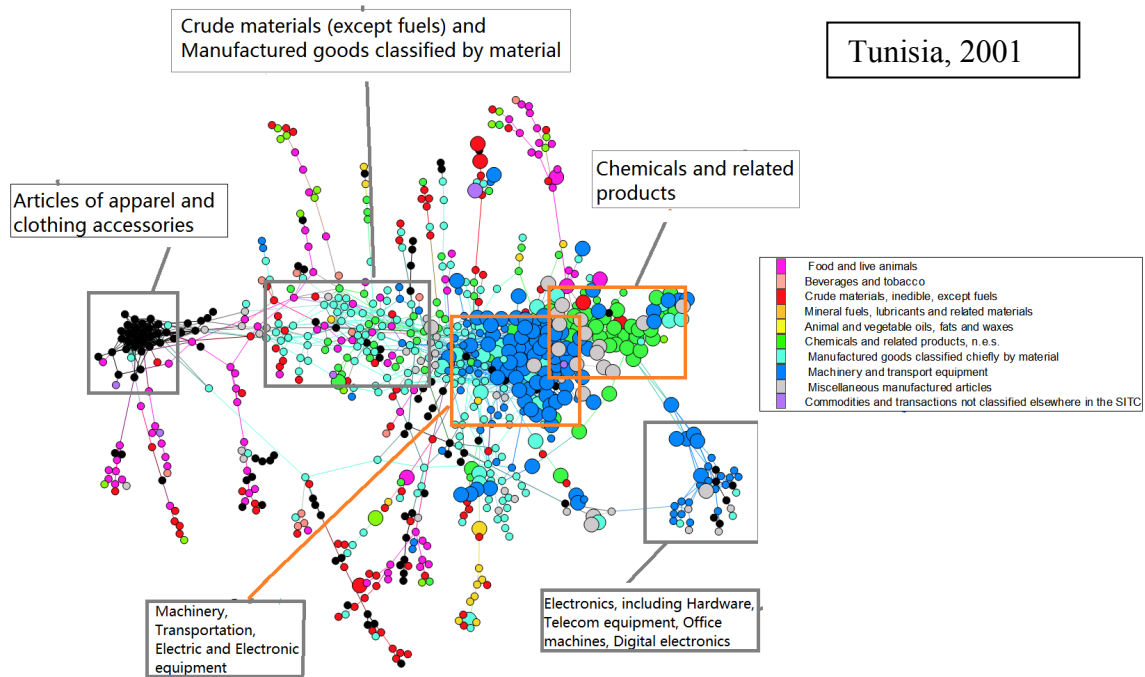 Crude materials (except fuels) and
Manufactured goods classified by material
Tunisia, 2001
Chemicals and related
products
Articles of apparel and
clothing accessories
Food and live animals
Beverages and tobacco
Crude materials, inedible, except fuels
Mineral fuels, lubricants and related materials
Animal and vegetable oils, fats and waxes
Chemicals and related products, n.e.s.
Manufactured goods classified chiefly by material
Machinery and transport equipment
Miscellaneous manufactured articles
Commodities and transactions not classified elsewhere in the SITC
Machinery,
Transportation,
Electric and Electronic
equipment
Electronics, including Hardware,
Telecom equipment, Office
machines, Digital electronics